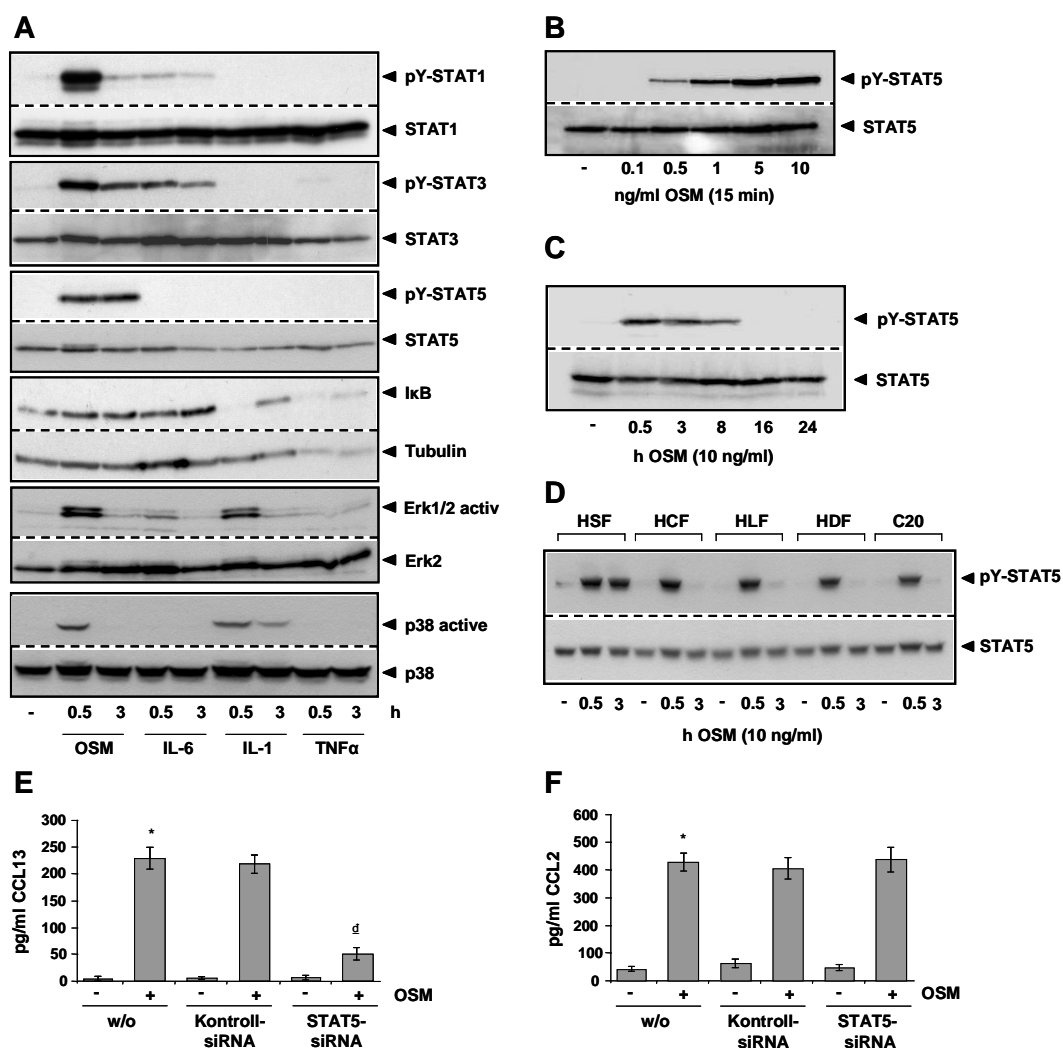 A
pY-STAT1
STAT1
pY-STAT3
STAT3
pY-STAT5
STAT5
IκB
Tubulin
Erk1/2 activ
Erk2
p38 active
p38
- 0.5 3 0.5 3 0.5 3 0.5 3 h
OSM IL-6 IL-1 TNFα
B
pY-STAT5
STAT5
- 0.1 0.5 1 5 10
ng/ml OSM (15 min)
C
pY-STAT5
STAT5
- 0.5 3 8 16 24
h OSM (10 ng/ml)
D
HSF HCF HLF HDF C20
pY-STAT5
STAT5
- 0.5 3 - 0.5 3 - 0.5 3 - 0.5 3 - 0.5 3
h OSM (10 ng/ml)
E
pg/ml CCL13
300
250
200
150
100
50
0
*
₫
- + - + - + OSM
w/o Kontroll- STAT5-
siRNA siRNA
F
pg/ml CCL2
600
500
400
300
200
100
0
*
- + - + - + OSM
w/o Kontroll- STAT5-
siRNA siRNA